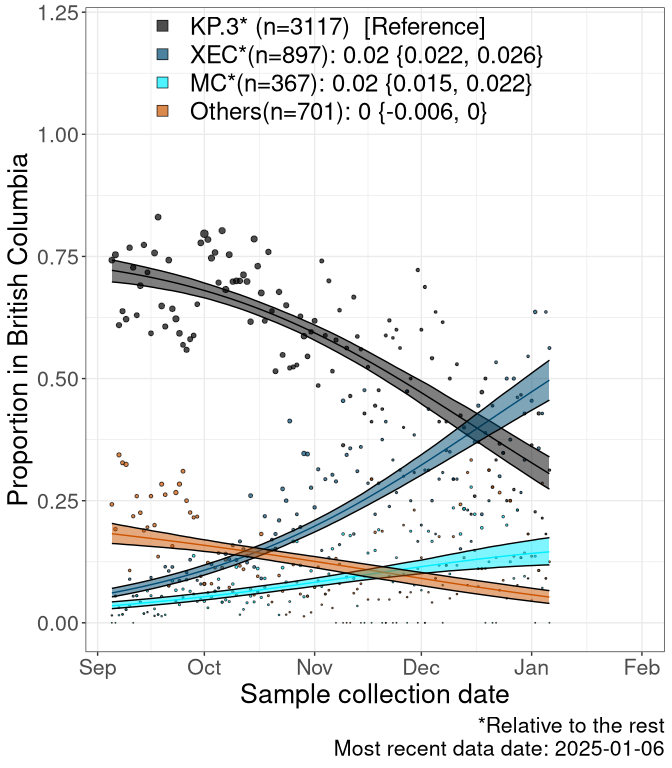 KP.3* (n=3117)  [Reference]
XEC*(n=897): 0.02 {0.022, 0.026}
MC*(n=367): 0.02 {0.015, 0.022}
Others(n=701): 0 {-0.006, 0}
1.25
1.00
0.75
0.50
0.25
0.00
Proportion in British Columbia
Sep Oct Nov Dec Jan Feb
Sample collection date
*Relative to the rest
Most recent data date: 2025-01-06